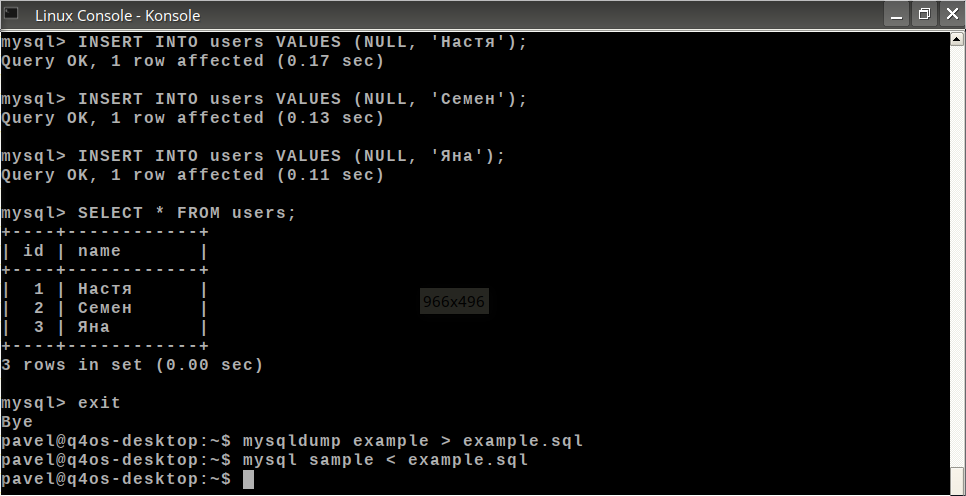 Linux Console - Konsole
mysql> INSERT INTO users VALUES (NULL, 'Настя');
Query OK, 1 row affected (0.17 sec)
mysql> INSERT INTO users VALUES (NULL, 'Семен');
Query OK, 1 row affected (0.13 sec)
mysql> INSERT INTO users VALUES (NULL, 'Яна');
Query OK, 1 row affected (0.11 sec)
mysql> SELECT * FROM users;
+----+------------+
| id | name       |
+----+------------+
|  1 | Настя      |
|  2 | Семен      |
|  3 | Яна        |
+----+------------+
3 rows in set (0.00 sec)
966x496
mysql> exit
Bye
pavel@q4os-desktop:~$ mysqldump example > example.sql
pavel@q4os-desktop:~$ mysql sample < example.sql
pavel@q4os-desktop:~$